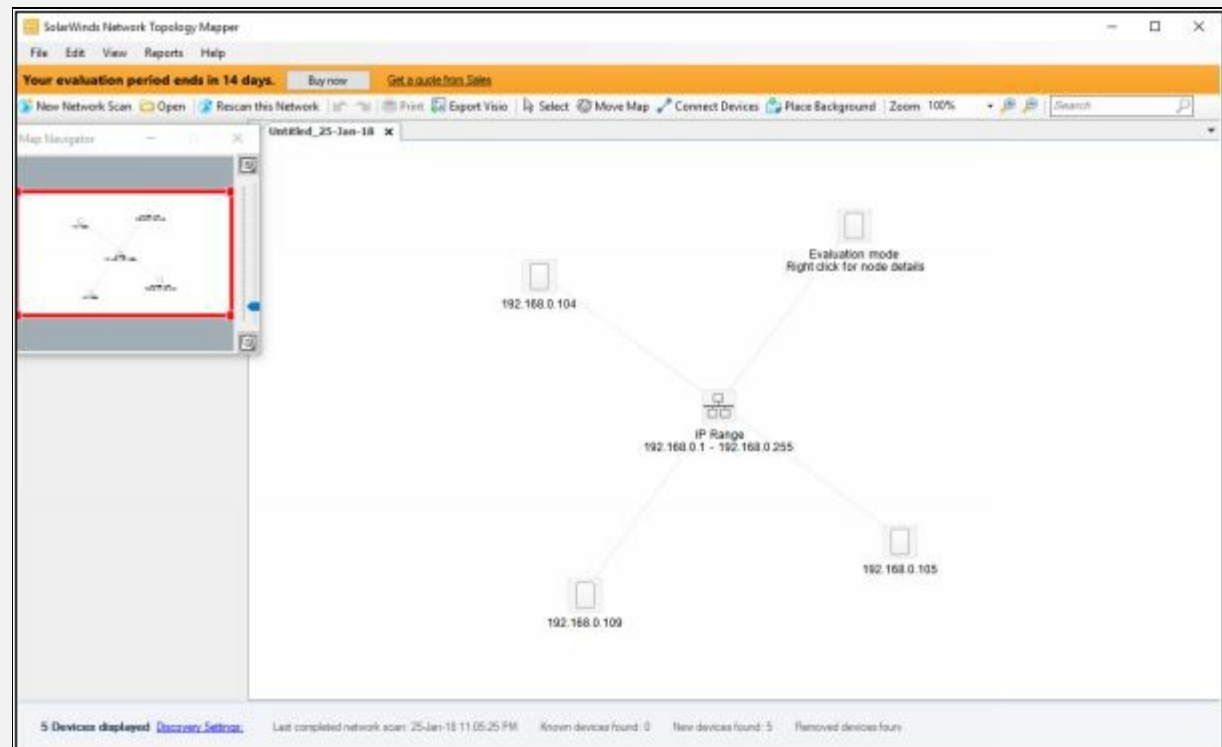 SolarWinds Network Topology Mapper
File Edit View Reports Help
Your evaluation period ends in 14 days. Buy now Get a quote from Sales
New Network Scan Open Rescan this Network Print Export Visio Select Move Map Connect Devices Place Background Zoom 100% Search
Map Navigator
Untitled_25-Jan-18
Evaluation mode
Right click for node details
192.168.0.104
IP Range
192.168.0.1 - 192.168.0.255
192.168.0.105
192.168.0.109
5 Devices displayed Discovery Settings: Last completed network scan: 25-Jan-18 11:05:25 PM Known devices found: 0 New devices found: 5 Removed devices foun